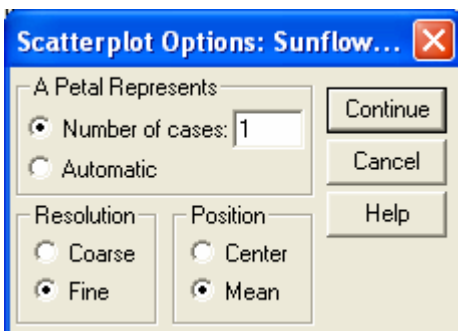 Scatterplot Options: Sunflow...
A Petal Represents
Number of cases: 1
Automatic
Continue
Cancel
Help
Resolution
Coarse
Fine
Position
Center
Mean